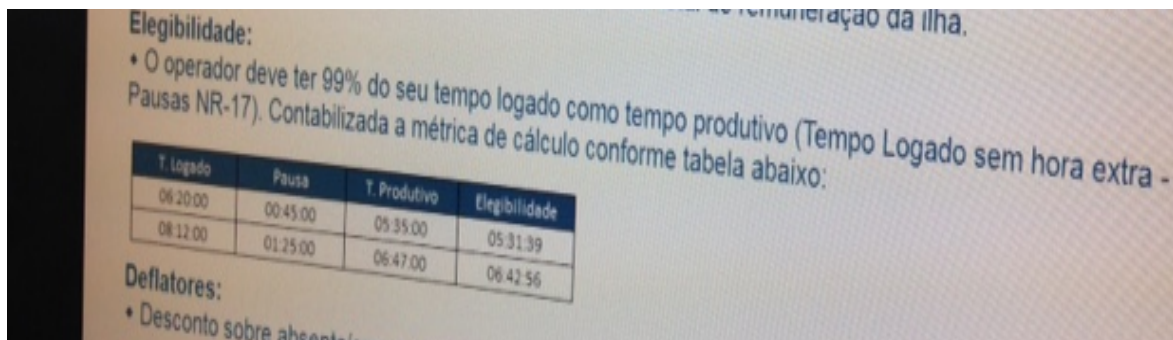 remuneração da ilha.
Elegibilidade:
• O operador deve ter 99% do seu tempo logado como tempo produtivo (Tempo Logado sem hora extra -
Pausas NR-17). Contabilizada a métrica de cálculo conforme tabela abaixo:
T. Logado Pausa T. Produtivo Elegibilidade
06:20:00 00:45:00 05:35:00 05:31:39
08:12:00 01:25:00 06:47:00 06:42:56
Deflatores:
• Desconto sobre